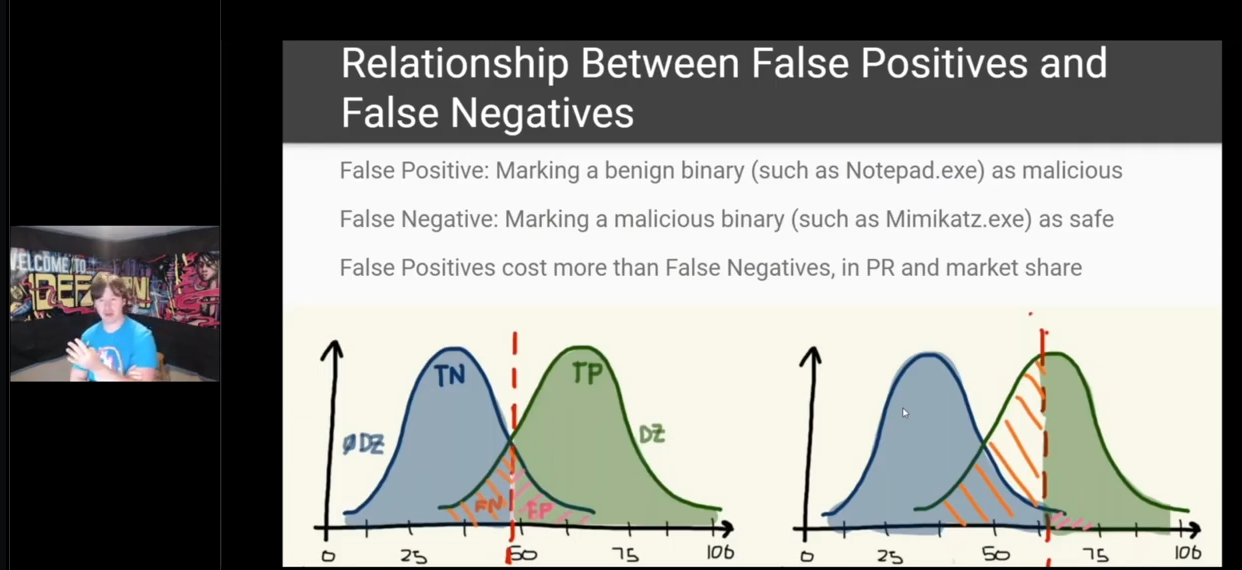 Relationship Between False Positives and
False Negatives
False Positive: Marking a benign binary (such as Notepad.exe) as malicious
False Negative: Marking a malicious binary (such as Mimikatz.exe) as safe
False Positives cost more than False Negatives, in PR and market share
WELCOME TO
DEF
TN
TP
ØDZ
DZ
FN
FP
0 25 50 75 100
0 25 50 75 100